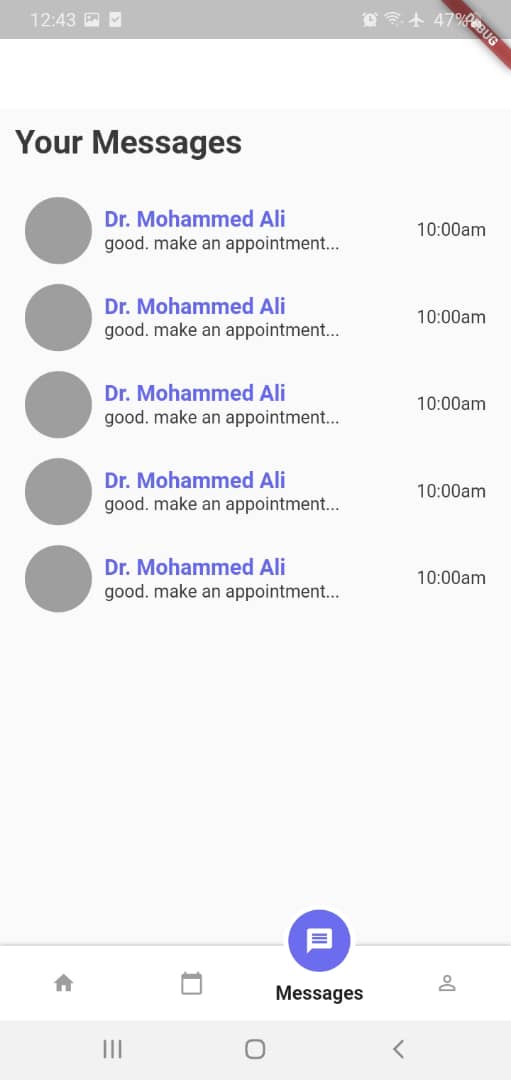 12:43
47%
DEBUG
Your Messages
Dr. Mohammed Ali
good. make an appointment...
10:00am
Dr. Mohammed Ali
good. make an appointment...
10:00am
Dr. Mohammed Ali
good. make an appointment...
10:00am
Dr. Mohammed Ali
good. make an appointment...
10:00am
Dr. Mohammed Ali
good. make an appointment...
10:00am
Messages